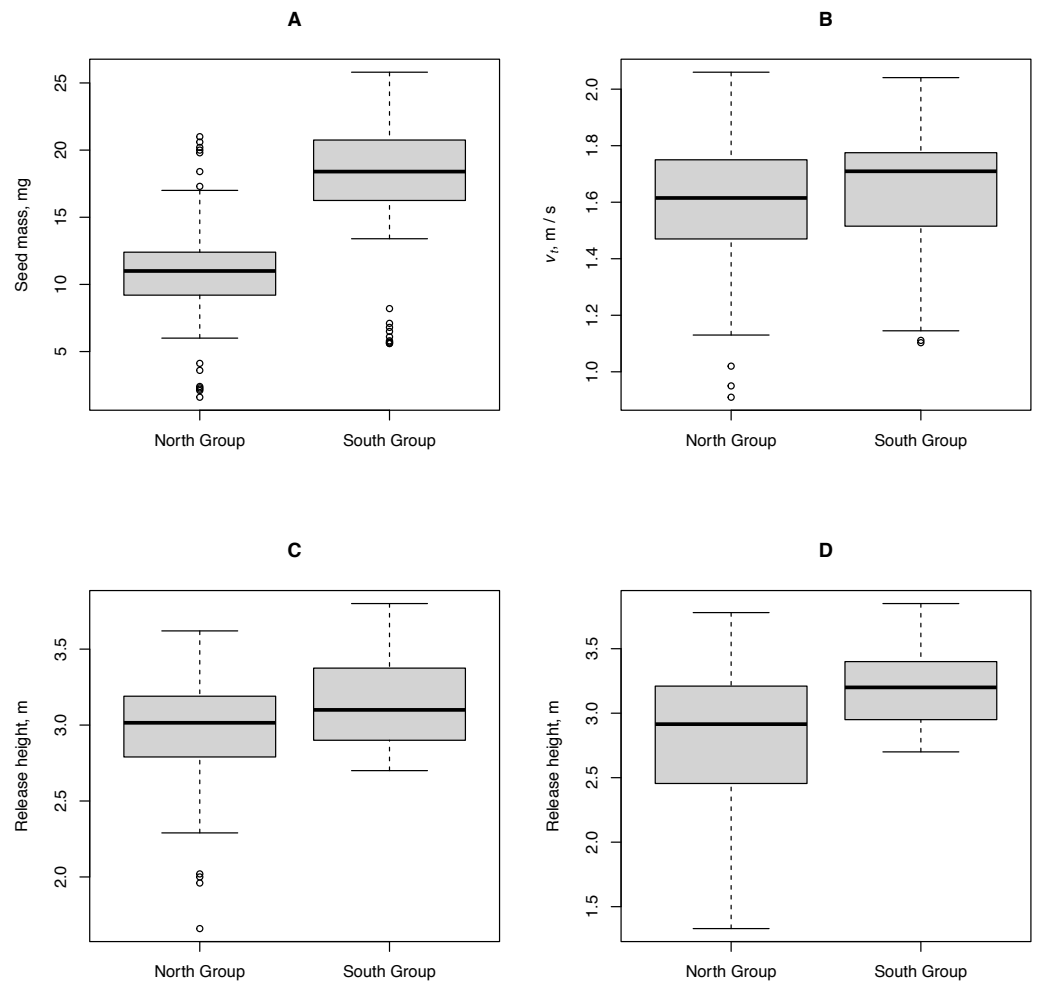 A
Seed mass, mg
25
20
15
10
5
North Group South Group
B
v_t, m / s
2.0
1.8
1.6
1.4
1.2
1.0
North Group South Group
C
Release height, m
3.5
3.0
2.5
2.0
North Group South Group
D
Release height, m
3.5
3.0
2.5
2.0
1.5
North Group South Group